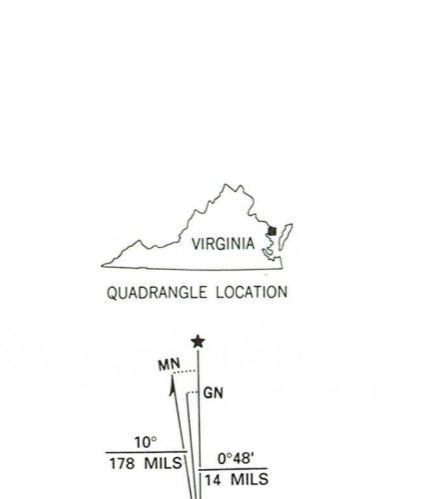 VIRGINIA
QUADRANGLE LOCATION
MN
GN
10°
178 MILS
0°48'
14 MILS